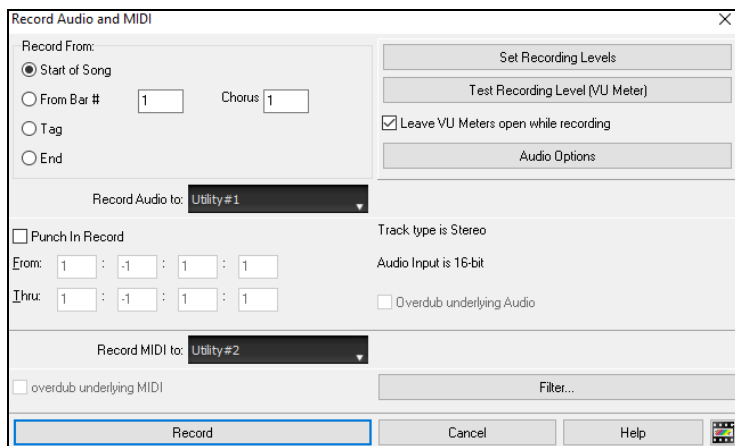 Record Audio and MIDI
Record From:
Start of Song
From Bar # 1 Chorus 1
Tag
End
Set Recording Levels
Test Recording Level (VU Meter)
Leave VU Meters open while recording
Audio Options
Record Audio to: Utility #1
Punch In Record
From: 1 : -1 : 1 : 1
Thru: 1 : -1 : 1 : 1
Track type is Stereo
Audio Input is 16-bit
Overdub underlying Audio
Record MIDI to: Utility #2
overdub underlying MIDI
Filter...
Record
Cancel
Help